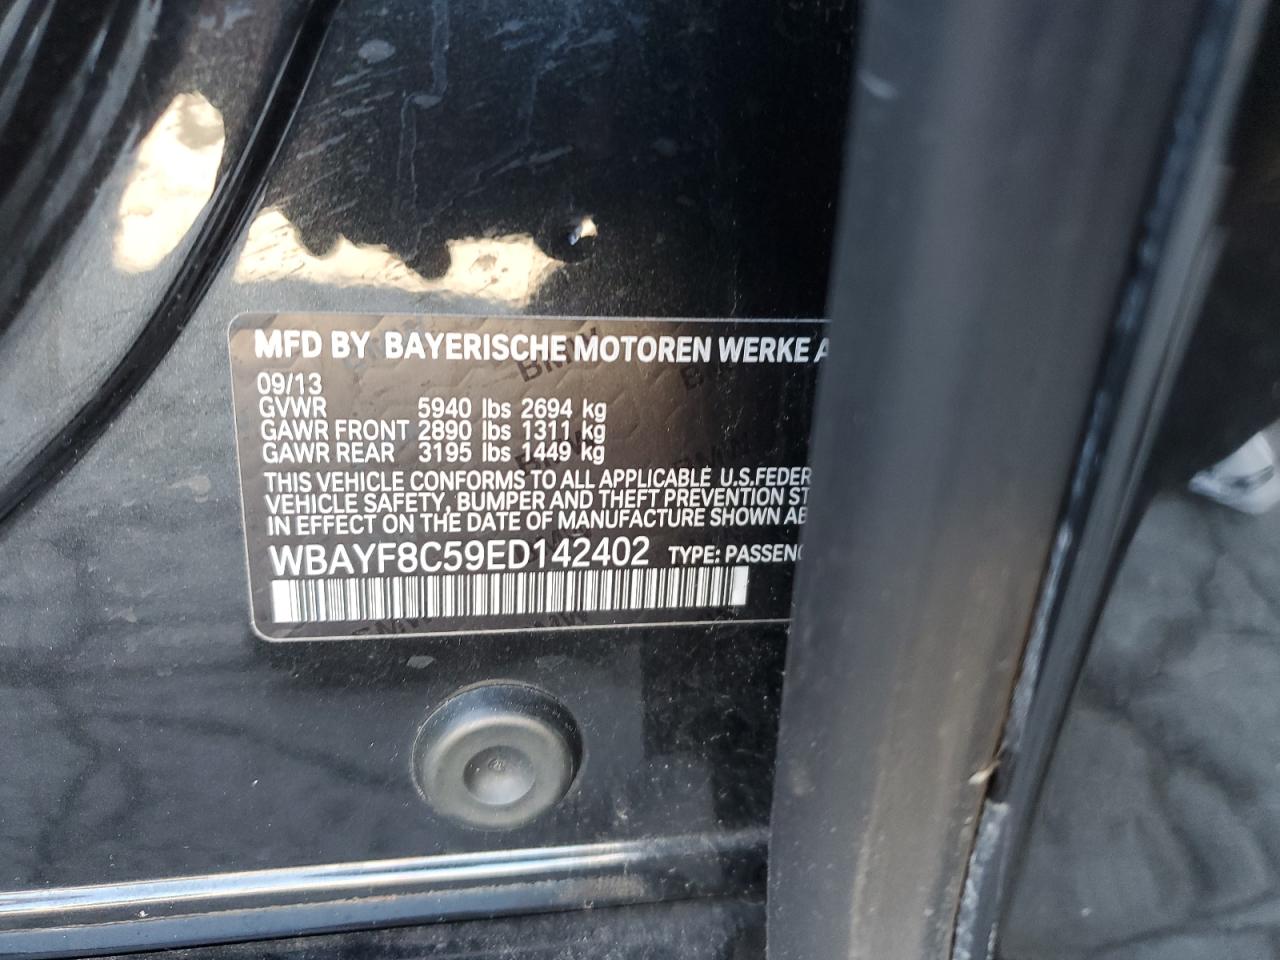 MFD BY BAYERISCHE MOTOREN WERKE A
09/13
GVWR 5940 lbs 2694 kg
GAWR FRONT 2890 lbs 1311 kg
GAWR REAR 3195 lbs 1449 kg
THIS VEHICLE CONFORMS TO ALL APPLICABLE U.S.FEDER
VEHICLE SAFETY, BUMPER AND THEFT PREVENTION ST
IN EFFECT ON THE DATE OF MANUFACTURE SHOWN AB
WBAYF8C59ED142402 TYPE: PASSENG